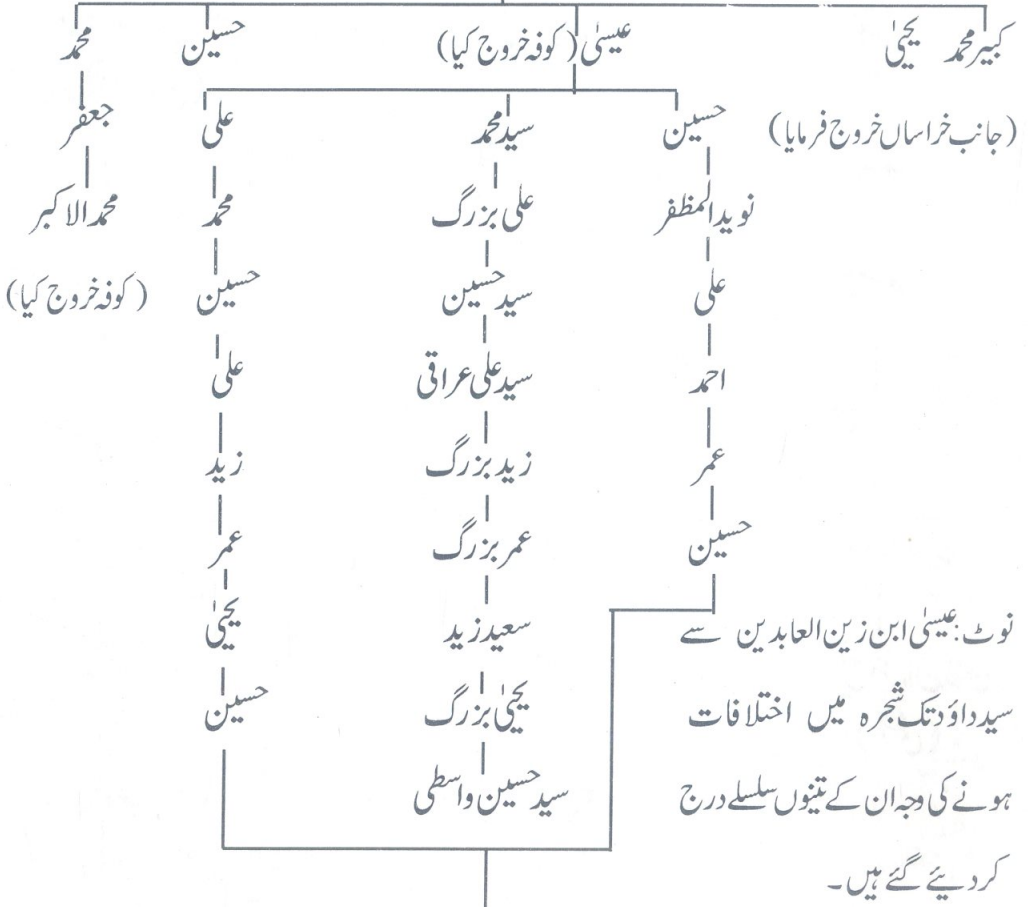 کبیر محمد یحییٰ عیسیٰ (کوفہ خروج کیا) حسین محمد
(جانب خراساں خروج فرمایا) حسین سید محمد علی جعفر
نوید المظفر علی بزرگ محمد محمد الاکبر
علی سید حسین حسین (کوفہ خروج کیا)
احمد سید علی عراقی علی
عمر زید بزرگ زید
حسین عمر بزرگ عمر
نوٹ: عیسیٰ ابن زین العابدین سے سعید زید یحییٰ
سید داؤد تک شجرہ میں اختلافات یحییٰ بزرگ حسین
ہونے کی وجہ ان کے تینوں سلسلے درج سید حسین واسطی
کر دیئے گئے ہیں۔